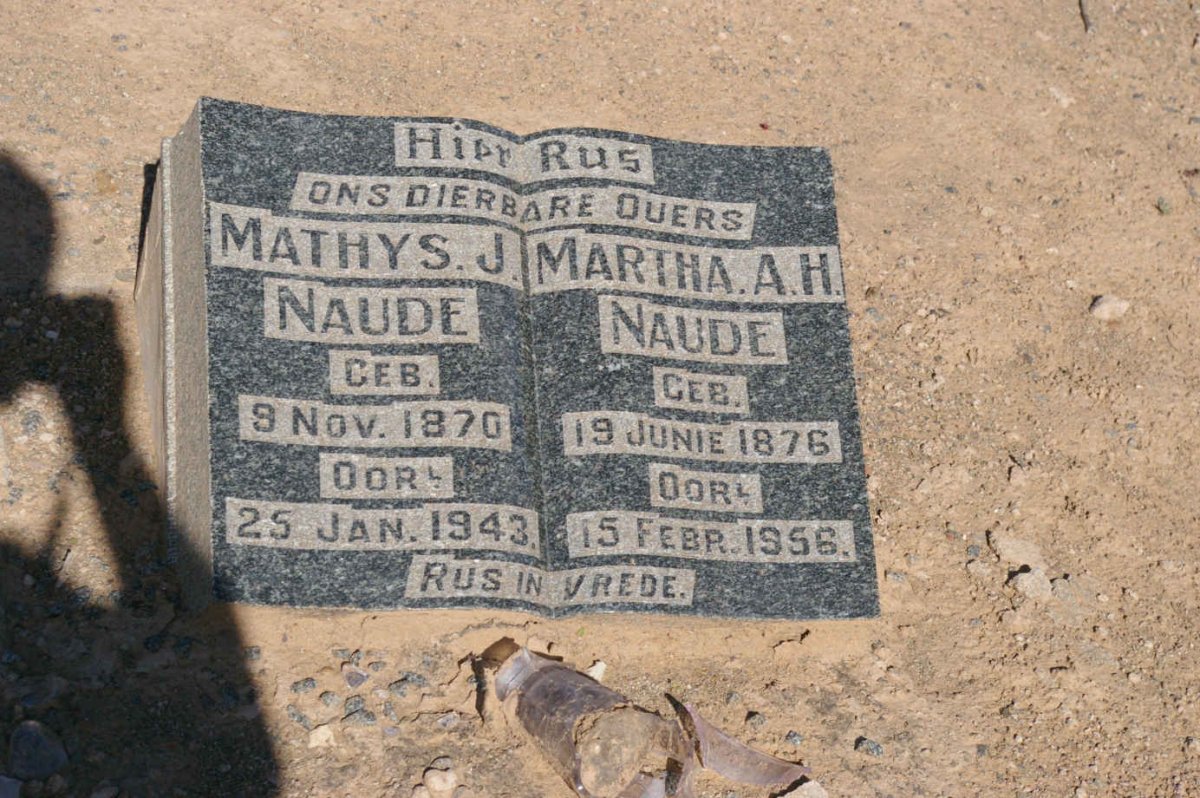 Hier Rus
ONS DIERBARE OUERS
MATHYS. J.
NAUDE
GEB.
9 NOV. 1870
OORL
25 JAN. 1943.
MARTHA. A. H.
NAUDE
GEB.
19 JUNIE 1876
OORL
15 FEBR. 1956.
RUS IN VREDE.